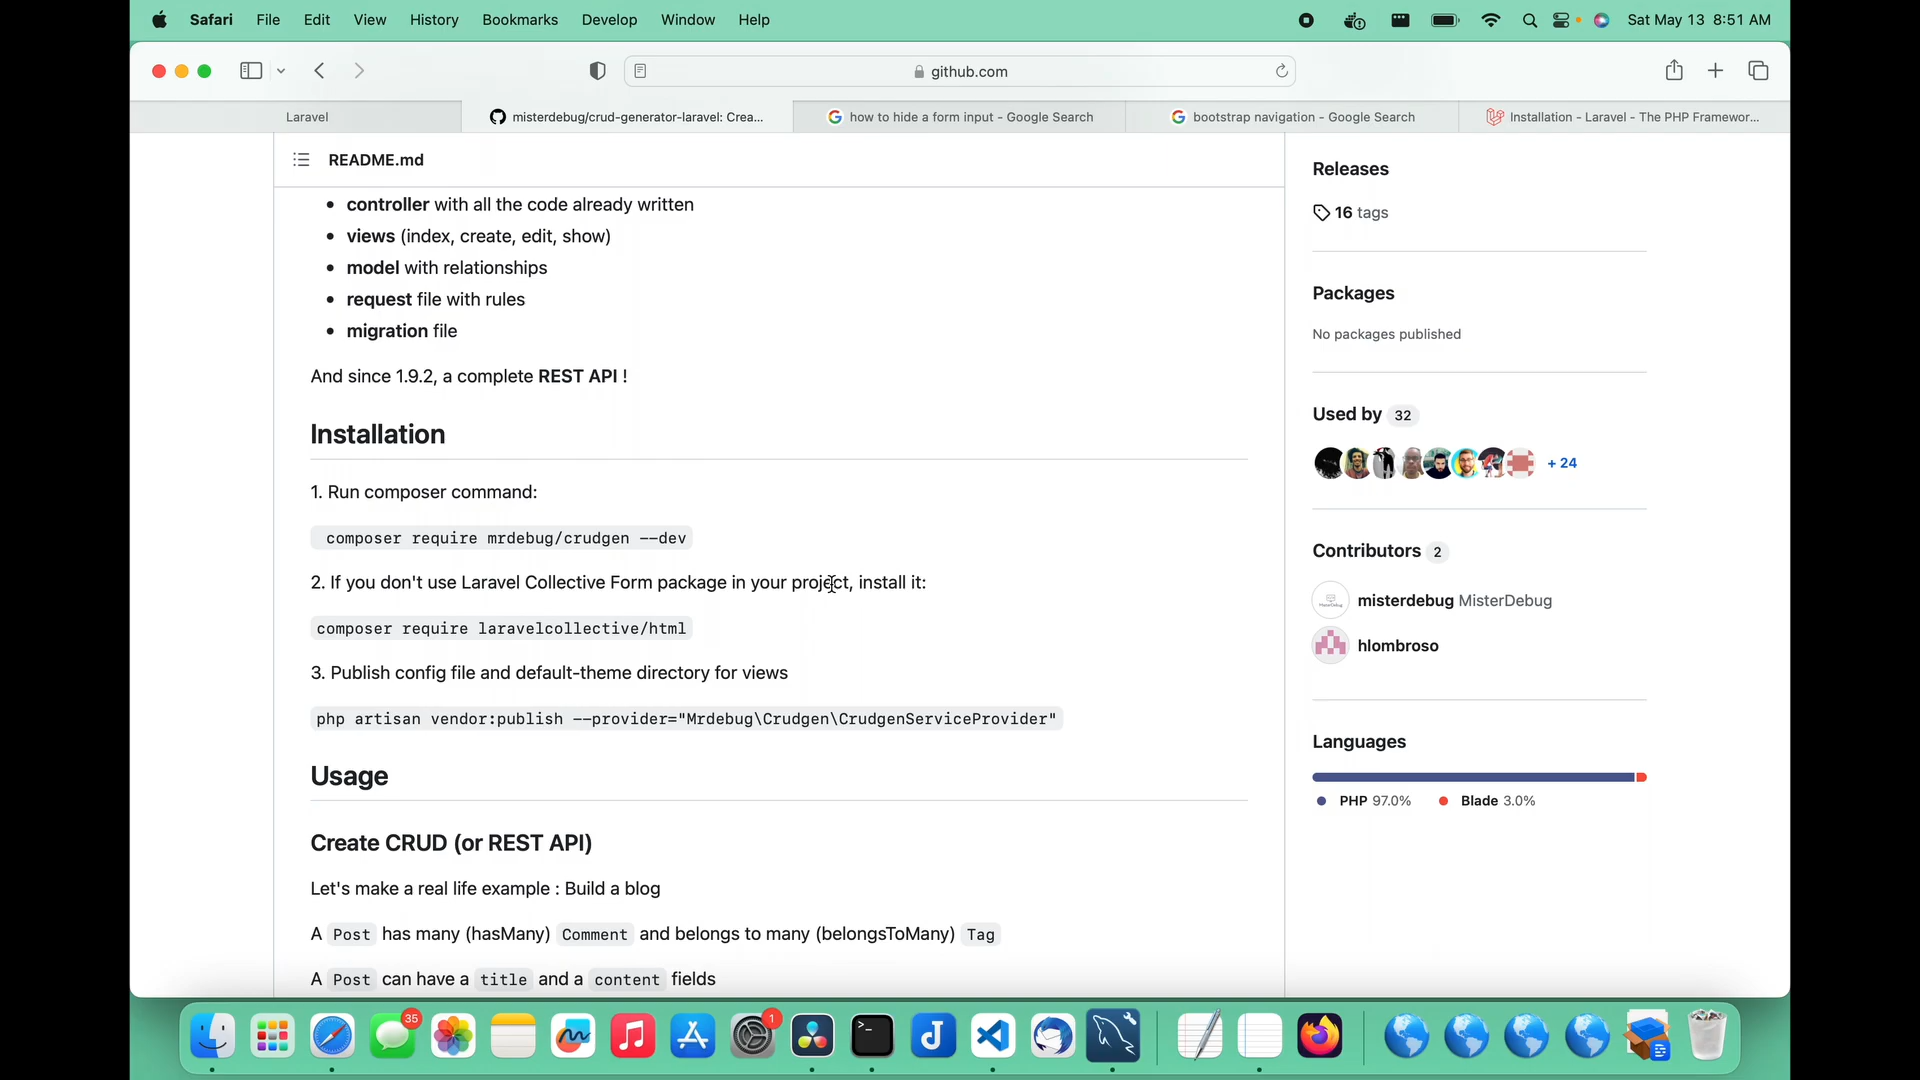 Safari File Edit View History Bookmarks Develop Window Help Sat May 13 8:51 AM
github.com
Laravel misterdebug/crud-generator-laravel: Crea... how to hide a form input - Google Search bootstrap navigation - Google Search Installation - Laravel - The PHP Framewor...
README.md
• controller with all the code already written
• views (index, create, edit, show)
• model with relationships
• request file with rules
• migration file
And since 1.9.2, a complete REST API !
Installation
1. Run composer command:
composer require mrdebug/crudgen --dev
2. If you don't use Laravel Collective Form package in your project, install it:
composer require laravelcollective/html
3. Publish config file and default-theme directory for views
php artisan vendor:publish --provider="Mrdebug\Crudgen\CrudgenServiceProvider"
Usage
Create CRUD (or REST API)
Let's make a real life example : Build a blog
A Post has many (hasMany) Comment and belongs to many (belongsToMany) Tag
A Post can have a title and a content fields
Releases
16 tags
Packages
No packages published
Used by 32
+ 24
Contributors 2
misterdebug MisterDebug
hlombroso
Languages
PHP 97.0% Blade 3.0%
35
1